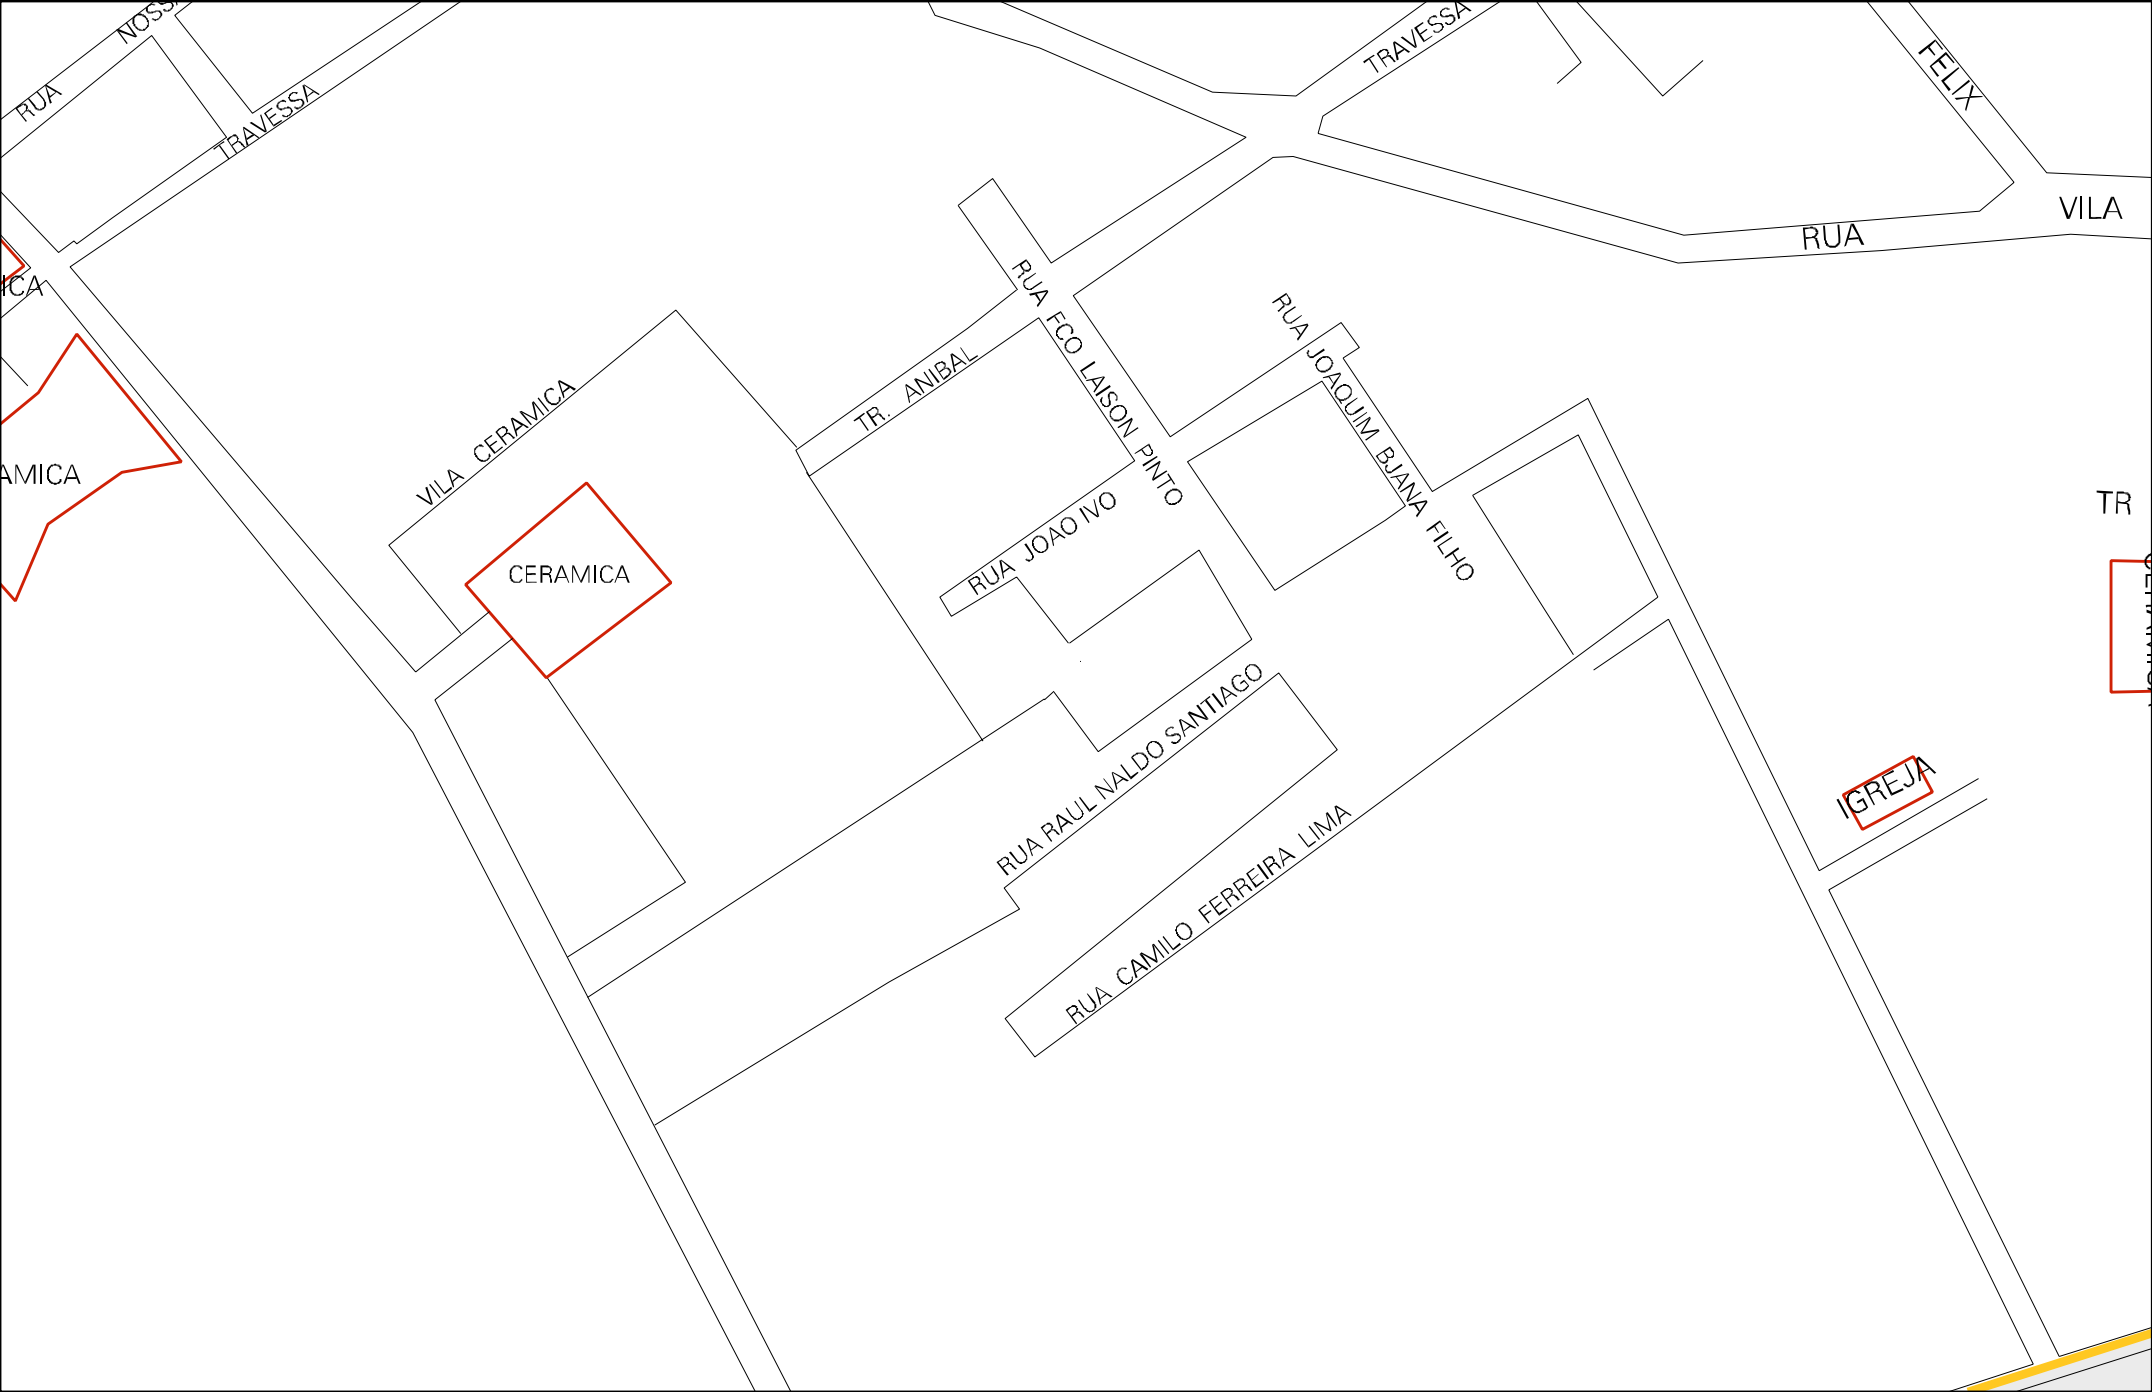 RUA NOSSA
TRAVESSA
TRAVESSA
FELIX
VILA
RUA
ICA
RUA FCO LAISON PINTO
RUA JOAQUIM BJANA FILHO
TR. ANIBAL
VILA CERAMICA
AMICA
TR
RUA JOAO IVO
CERAMICA
RUA RAUL NALDO SANTIAGO
IGREJA
RUA CAMILO FERREIRA LIMA